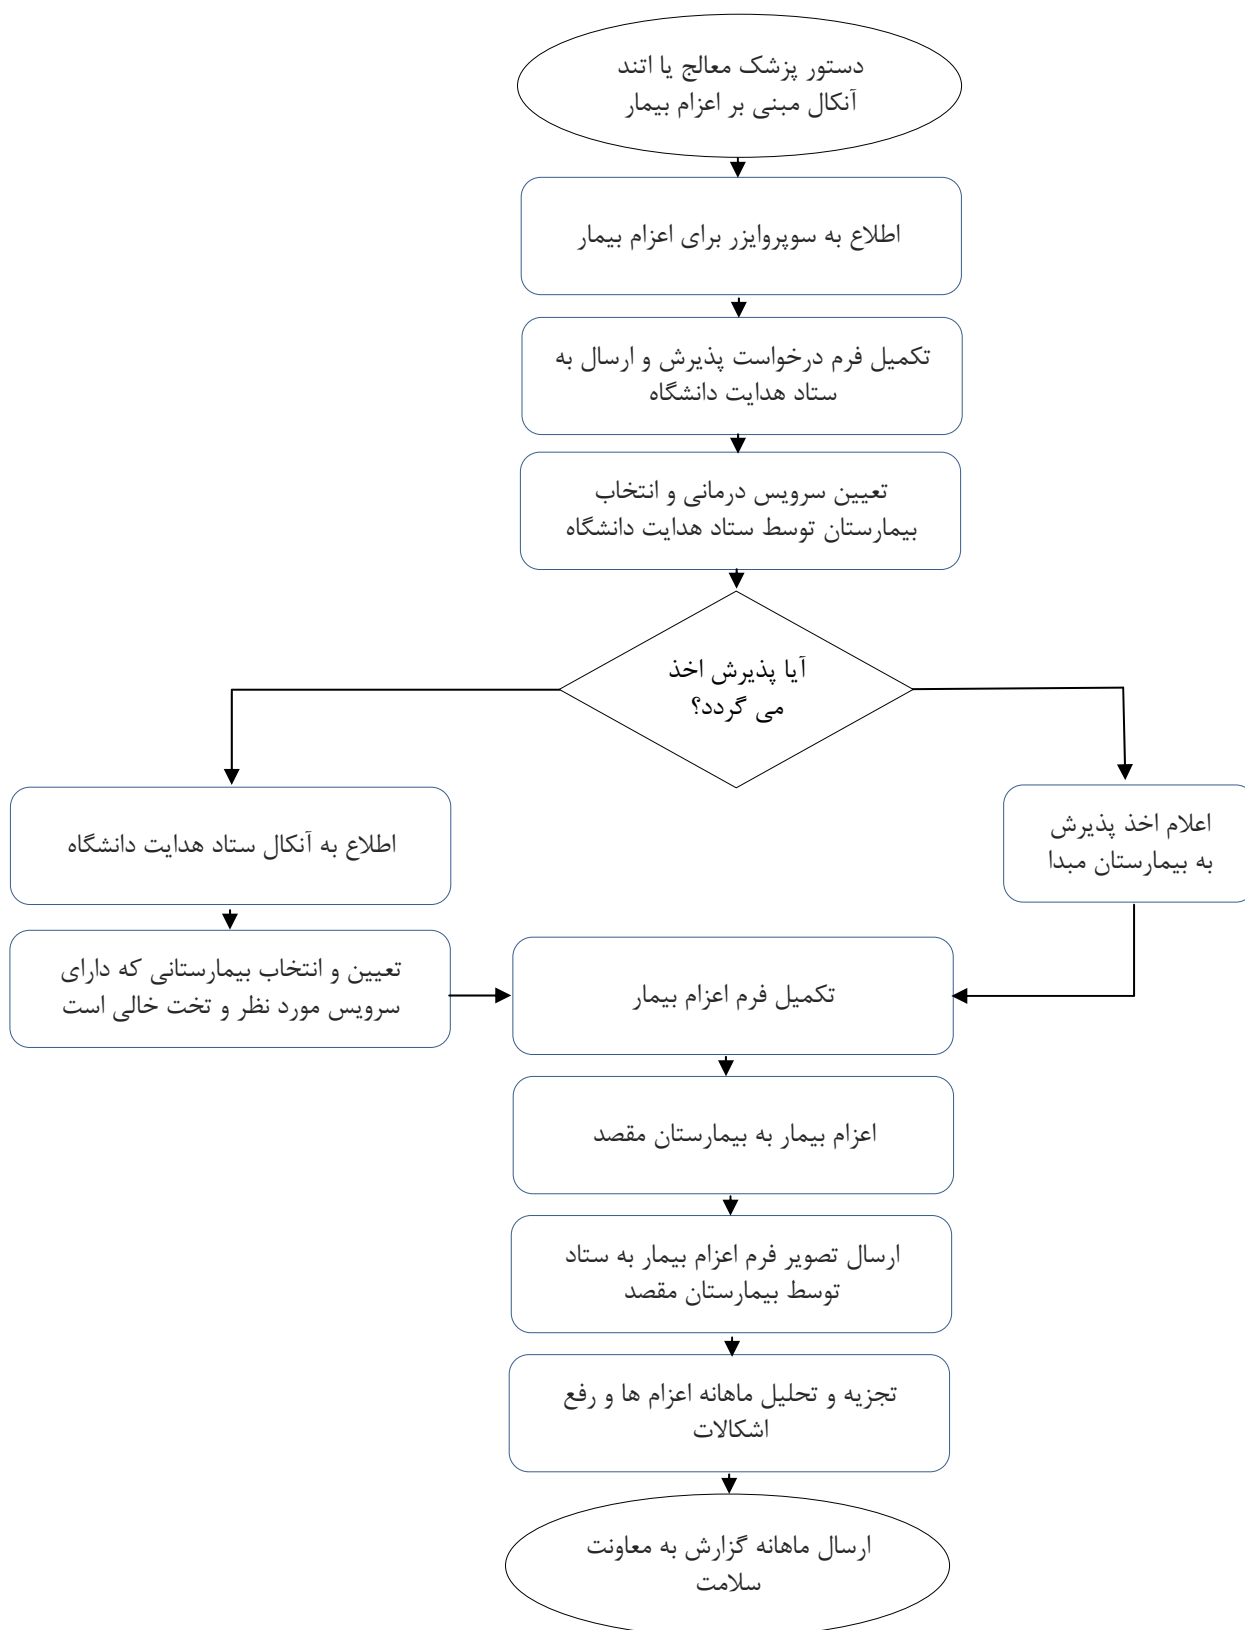 دستور پزشک معالج یا اتند
آنکال مبنی بر اعزام بیمار
اطلاع به سوپروایزر برای اعزام بیمار
تکمیل فرم درخواست پذیرش و ارسال به
ستاد هدایت دانشگاه
تعیین سرویس درمانی و انتخاب
بیمارستان توسط ستاد هدایت دانشگاه
آیا پذیرش اخذ
می گردد؟
اعلام اخذ پذیرش
به بیمارستان مبدا
اطلاع به آنکال ستاد هدایت دانشگاه
تعیین و انتخاب بیمارستانی که دارای
سرویس مورد نظر و تخت خالی است
تکمیل فرم اعزام بیمار
اعزام بیمار به بیمارستان مقصد
ارسال تصویر فرم اعزام بیمار به ستاد
توسط بیمارستان مقصد
تجزیه و تحلیل ماهانه اعزام ها و رفع
اشکالات
ارسال ماهانه گزارش به معاونت
سلامت